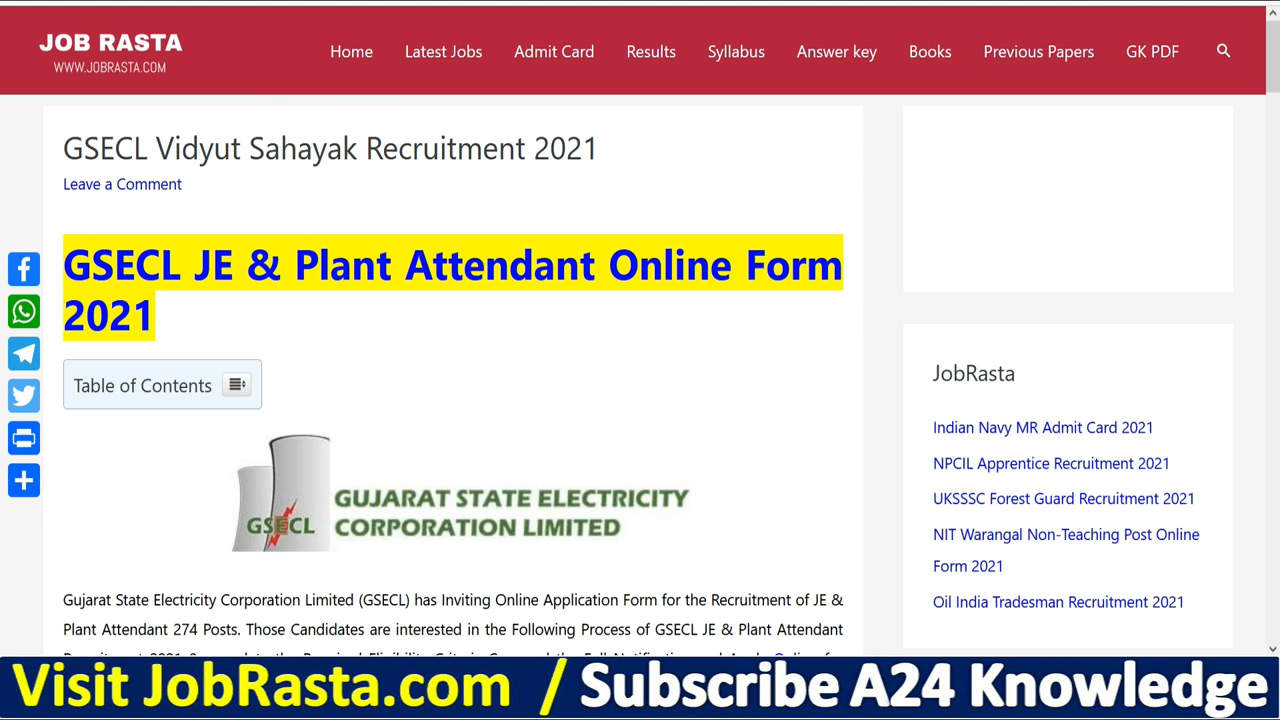 JOB RASTA
WWW.JOBRASTA.COM
Home Latest Jobs Admit Card Results Syllabus Answer key Books Previous Papers GK PDF
GSECL Vidyut Sahayak Recruitment 2021
Leave a Comment
GSECL JE & Plant Attendant Online Form
2021
Table of Contents
GSECL
GUJARAT STATE ELECTRICITY
CORPORATION LIMITED
Gujarat State Electricity Corporation Limited (GSECL) has Inviting Online Application Form for the Recruitment of JE &
Plant Attendant 274 Posts. Those Candidates are interested in the Following Process of GSECL JE & Plant Attendant
JobRasta
Indian Navy MR Admit Card 2021
NPCIL Apprentice Recruitment 2021
UKSSSC Forest Guard Recruitment 2021
NIT Warangal Non-Teaching Post Online
Form 2021
Oil India Tradesman Recruitment 2021
Visit JobRasta.com / Subscribe A24 Knowledge